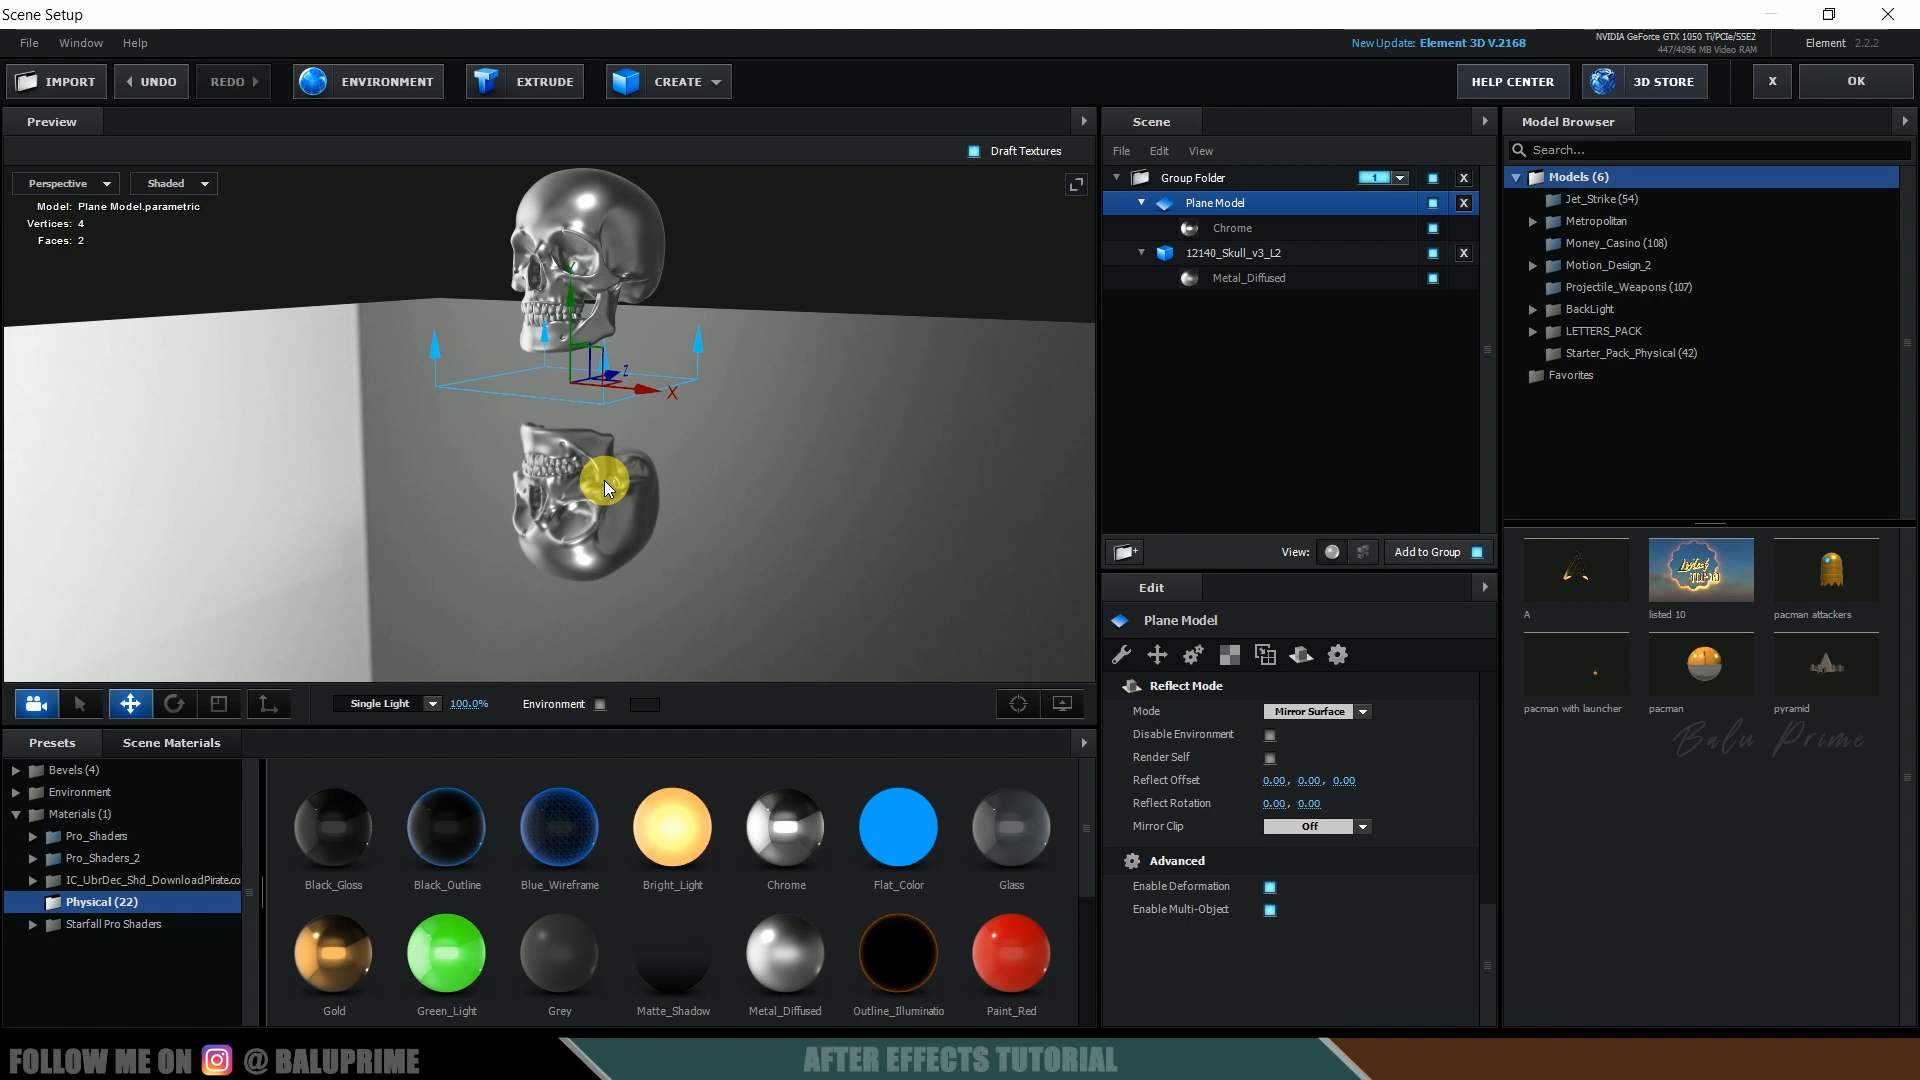 Scene Setup
File Window Help
New Update: Element 3D V.2168
NVIDIA GeForce GTX 1050 Ti/PCIe/SSE2
447/4096 MB Video RAM
Element 2.2.2
IMPORT UNDO REDO ENVIRONMENT EXTRUDE CREATE HELP CENTER 3D STORE X OK
Preview
Draft Textures
Perspective Shaded
Model: Plane Model.parametric
Vertices: 4
Faces: 2
Z
X
Single Light 100.0% Environment
Scene
File Edit View
Group Folder 1 X
Plane Model X
Chrome
12140_Skull_v3_L2 X
Metal_Diffused
View: Add to Group
Edit
Plane Model
Reflect Mode
Mode Mirror Surface
Disable Environment
Render Self
Reflect Offset 0.00, 0.00, 0.00
Reflect Rotation 0.00, 0.00
Mirror Clip Off
Advanced
Enable Deformation
Enable Multi-Object
Model Browser
Search...
Models (6)
Jet_Strike (54)
Metropolitan
Money_Casino (108)
Motion_Design_2
Projectile_Weapons (107)
BackLight
LETTERS_PACK
Starter_Pack_Physical (42)
Favorites
A listed 10 pacman attackers
pacman with launcher pacman pyramid
Balu Prime
Presets Scene Materials
Bevels (4)
Environment
Materials (1)
Pro_Shaders
Pro_Shaders_2
IC_UbrDec_Shd_DownloadPirate.co
Physical (22)
Starfall Pro Shaders
Black_Gloss Black_Outline Blue_Wireframe Bright_Light Chrome Flat_Color Glass
Gold Green_Light Grey Matte_Shadow Metal_Diffused Outline_Illuminatio Paint_Red
FOLLOW ME ON @ BALUPRIME
AFTER EFFECTS TUTORIAL